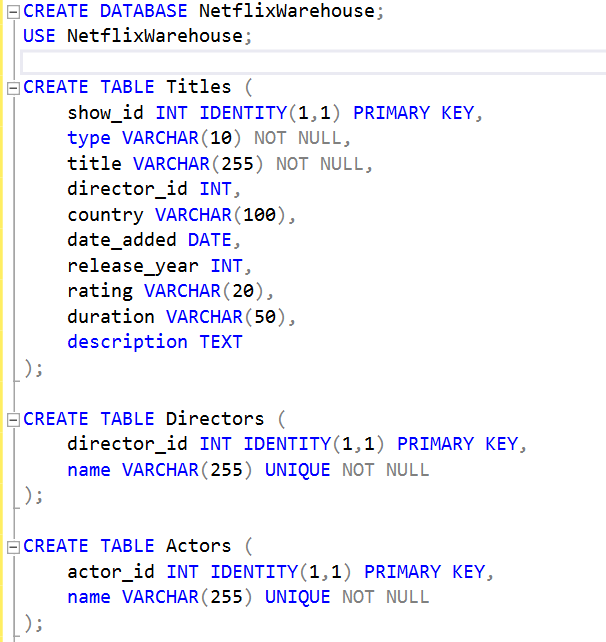 CREATE DATABASE NetflixWarehouse;
USE NetflixWarehouse;
CREATE TABLE Titles (
show_id INT IDENTITY(1,1) PRIMARY KEY,
type VARCHAR(10) NOT NULL,
title VARCHAR(255) NOT NULL,
director_id INT,
country VARCHAR(100),
date_added DATE,
release_year INT,
rating VARCHAR(20),
duration VARCHAR(50),
description TEXT
);
CREATE TABLE Directors (
director_id INT IDENTITY(1,1) PRIMARY KEY,
name VARCHAR(255) UNIQUE NOT NULL
);
CREATE TABLE Actors (
actor_id INT IDENTITY(1,1) PRIMARY KEY,
name VARCHAR(255) UNIQUE NOT NULL
);